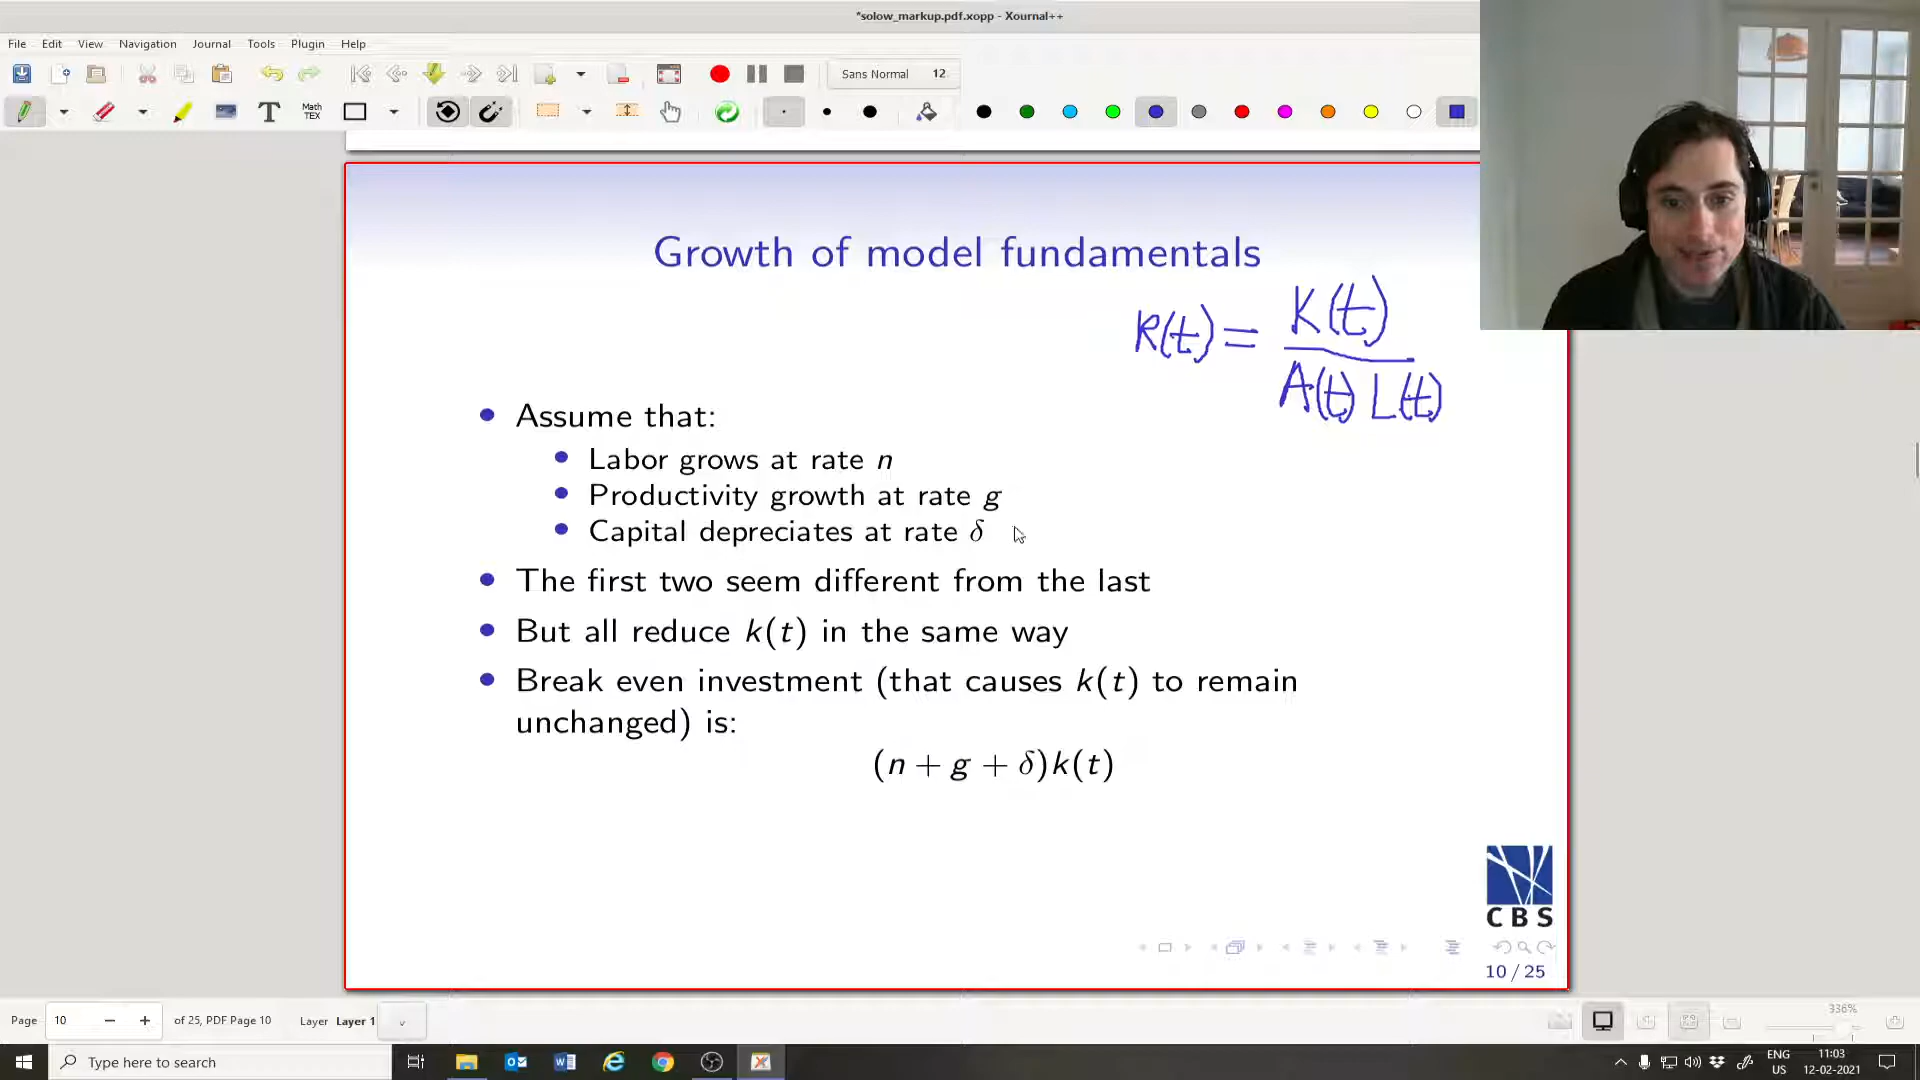 *solow_markup.pdf.xopp - Xournal++
File Edit View Navigation Journal Tools Plugin Help
Sans Normal 12
T Math TEX
Growth of model fundamentals
k(t) = K(t) / A(t) L(t)
• Assume that:
• Labor grows at rate n
• Productivity growth at rate g
• Capital depreciates at rate δ
• The first two seem different from the last
• But all reduce k(t) in the same way
• Break even investment (that causes k(t) to remain
unchanged) is:
(n + g + δ)k(t)
CBS
10 / 25
Page 10 − + of 25, PDF Page 10 Layer Layer 1
336%
Type here to search
ENG
US
11:03
12-02-2021